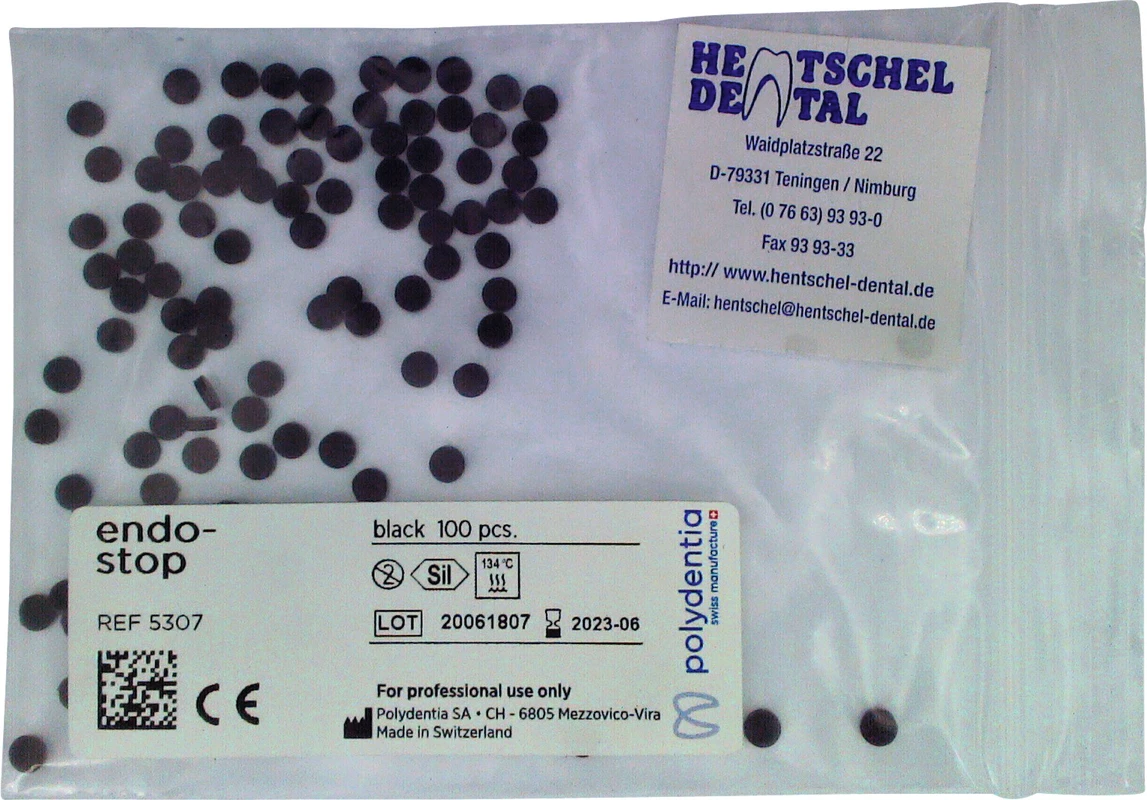 HENTSCHEL
DENTAL
Waidplatzstraße 22
D-79331 Teningen / Nimburg
Tel. (0 76 63) 93 93-0
Fax 93 93-33
http:// www.hentschel-dental.de
E-Mail: hentschel@hentschel-dental.de
endo-
stop
REF 5307
CE
black 100 pcs.
2 Sil 134 °C
LOT 20061807 2023-06
For professional use only
Polydentia SA • CH - 6805 Mezzovico-Vira
Made in Switzerland
polydentia
swiss manufacture